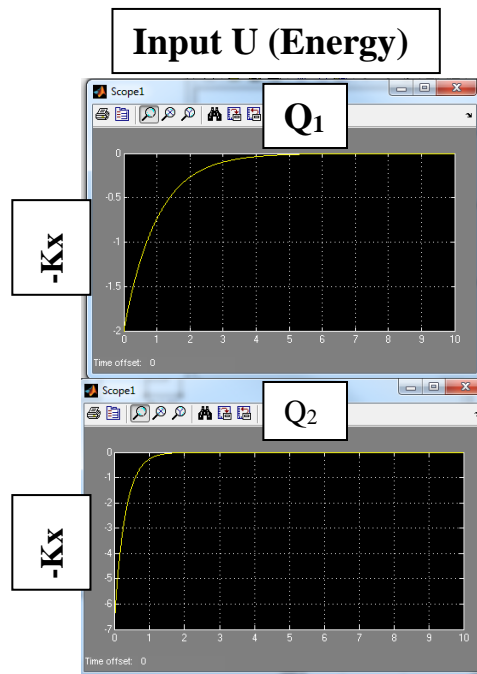 Input U (Energy)
Scope1
Q1
-Kx
0
-0.5
-1
-1.5
-2
0 1 2 3 4 5 6 7 8 9 10
Time offset: 0
Scope1
Q2
-Kx
0
-1
-2
-3
-4
-5
-6
-7
0 1 2 3 4 5 6 7 8 9 10
Time offset: 0